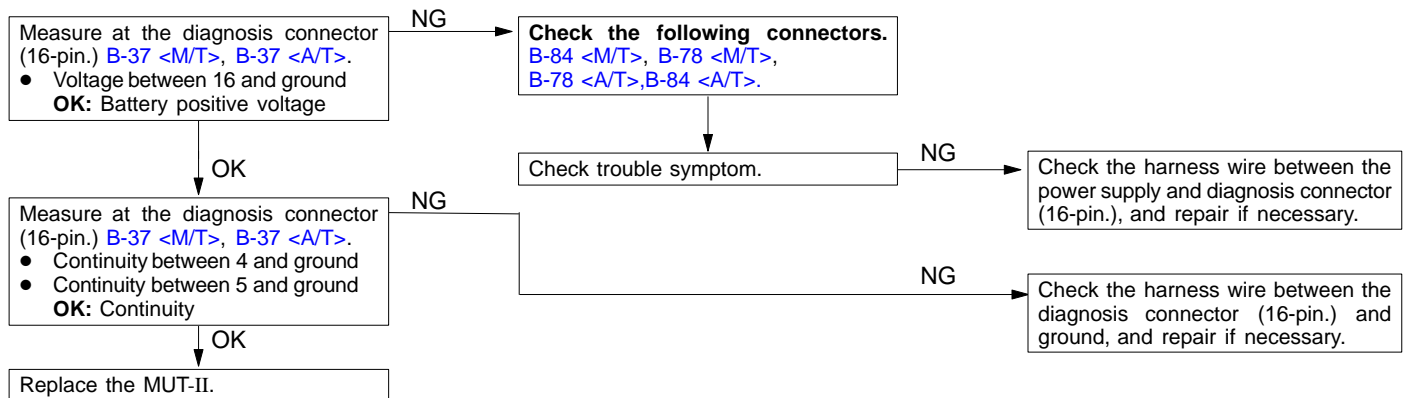 Measure at the diagnosis connector
(16-pin.) B-37 <M/T>, B-37 <A/T>.
● Voltage between 16 and ground
OK: Battery positive voltage
NG
Check the following connectors.
B-84 <M/T>, B-78 <M/T>,
B-78 <A/T>,B-84 <A/T>.
OK
Check trouble symptom.
NG
Check the harness wire between the
power supply and diagnosis connector
(16-pin.), and repair if necessary.
Measure at the diagnosis connector
(16-pin.) B-37 <M/T>, B-37 <A/T>.
● Continuity between 4 and ground
● Continuity between 5 and ground
OK: Continuity
NG
NG
Check the harness wire between the
diagnosis connector (16-pin.) and
ground, and repair if necessary.
OK
Replace the MUT-II.